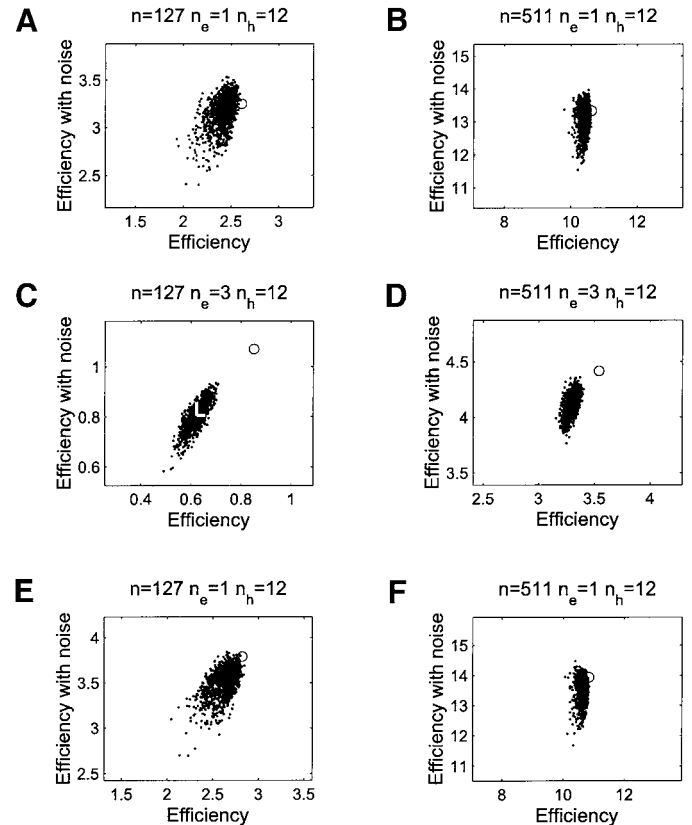 A
n=127 n_e=1 n_h=12
3.5
3
2.5
1.5 2 2.5 3
Efficiency
Efficiency with noise
B
n=511 n_e=1 n_h=12
15
14
13
12
11
8 10 12
Efficiency
Efficiency with noise
C
n=127 n_e=3 n_h=12
1
0.8
0.6
0.4 0.6 0.8 1
Efficiency
Efficiency with noise
D
n=511 n_e=3 n_h=12
4.5
4
3.5
2.5 3 3.5 4
Efficiency
Efficiency with noise
E
n=127 n_e=1 n_h=12
4
3.5
3
2.5
1.5 2 2.5 3 3.5
Efficiency
Efficiency with noise
F
n=511 n_e=1 n_h=12
15
14
13
12
11
8 10 12
Efficiency
Efficiency with noise